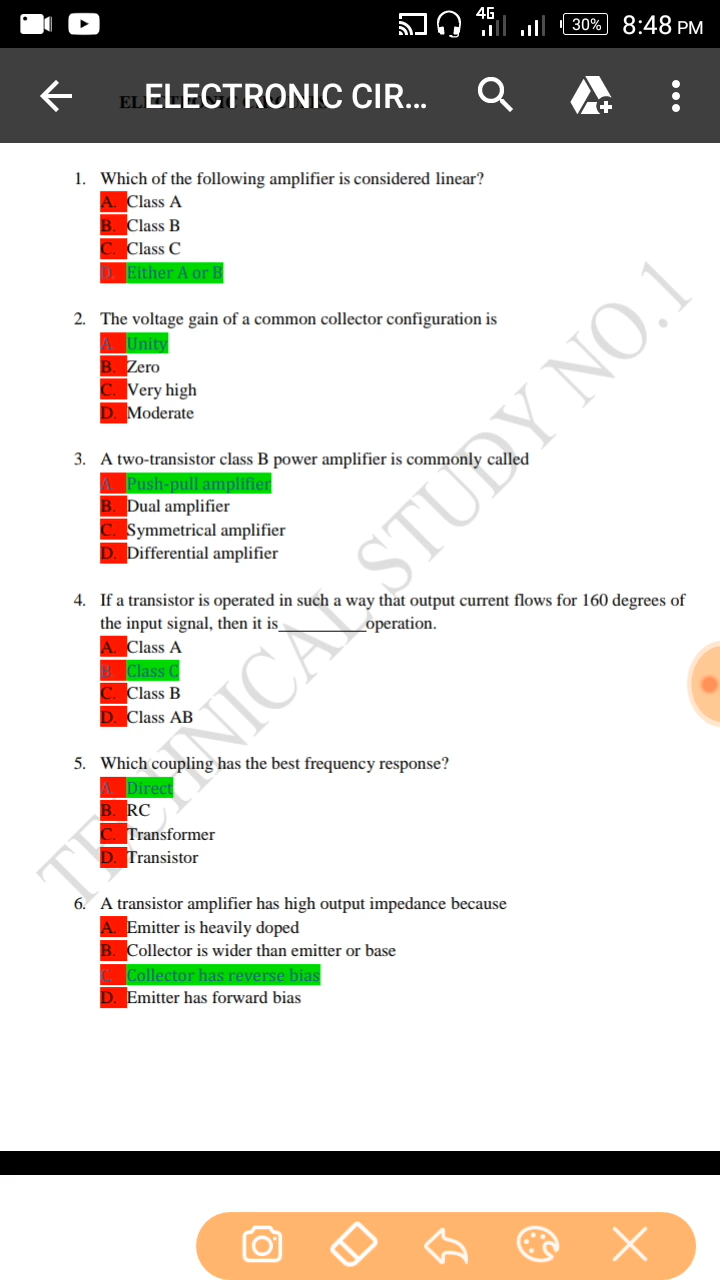 4G
30% 8:48 PM
ELECTRONIC CIR...
1. Which of the following amplifier is considered linear?
A. Class A
B. Class B
C. Class C
D. Either A or B
2. The voltage gain of a common collector configuration is
A. Unity
B. Zero
C. Very high
D. Moderate
3. A two-transistor class B power amplifier is commonly called
A. Push-pull amplifier
B. Dual amplifier
C. Symmetrical amplifier
D. Differential amplifier
4. If a transistor is operated in such a way that output current flows for 160 degrees of
the input signal, then it is__________operation.
A. Class A
B. Class C
C. Class B
D. Class AB
5. Which coupling has the best frequency response?
A. Direct
B. RC
C. Transformer
D. Transistor
6. A transistor amplifier has high output impedance because
A. Emitter is heavily doped
B. Collector is wider than emitter or base
C. Collector has reverse bias
D. Emitter has forward bias
TECHNICAL STUDY NO.1